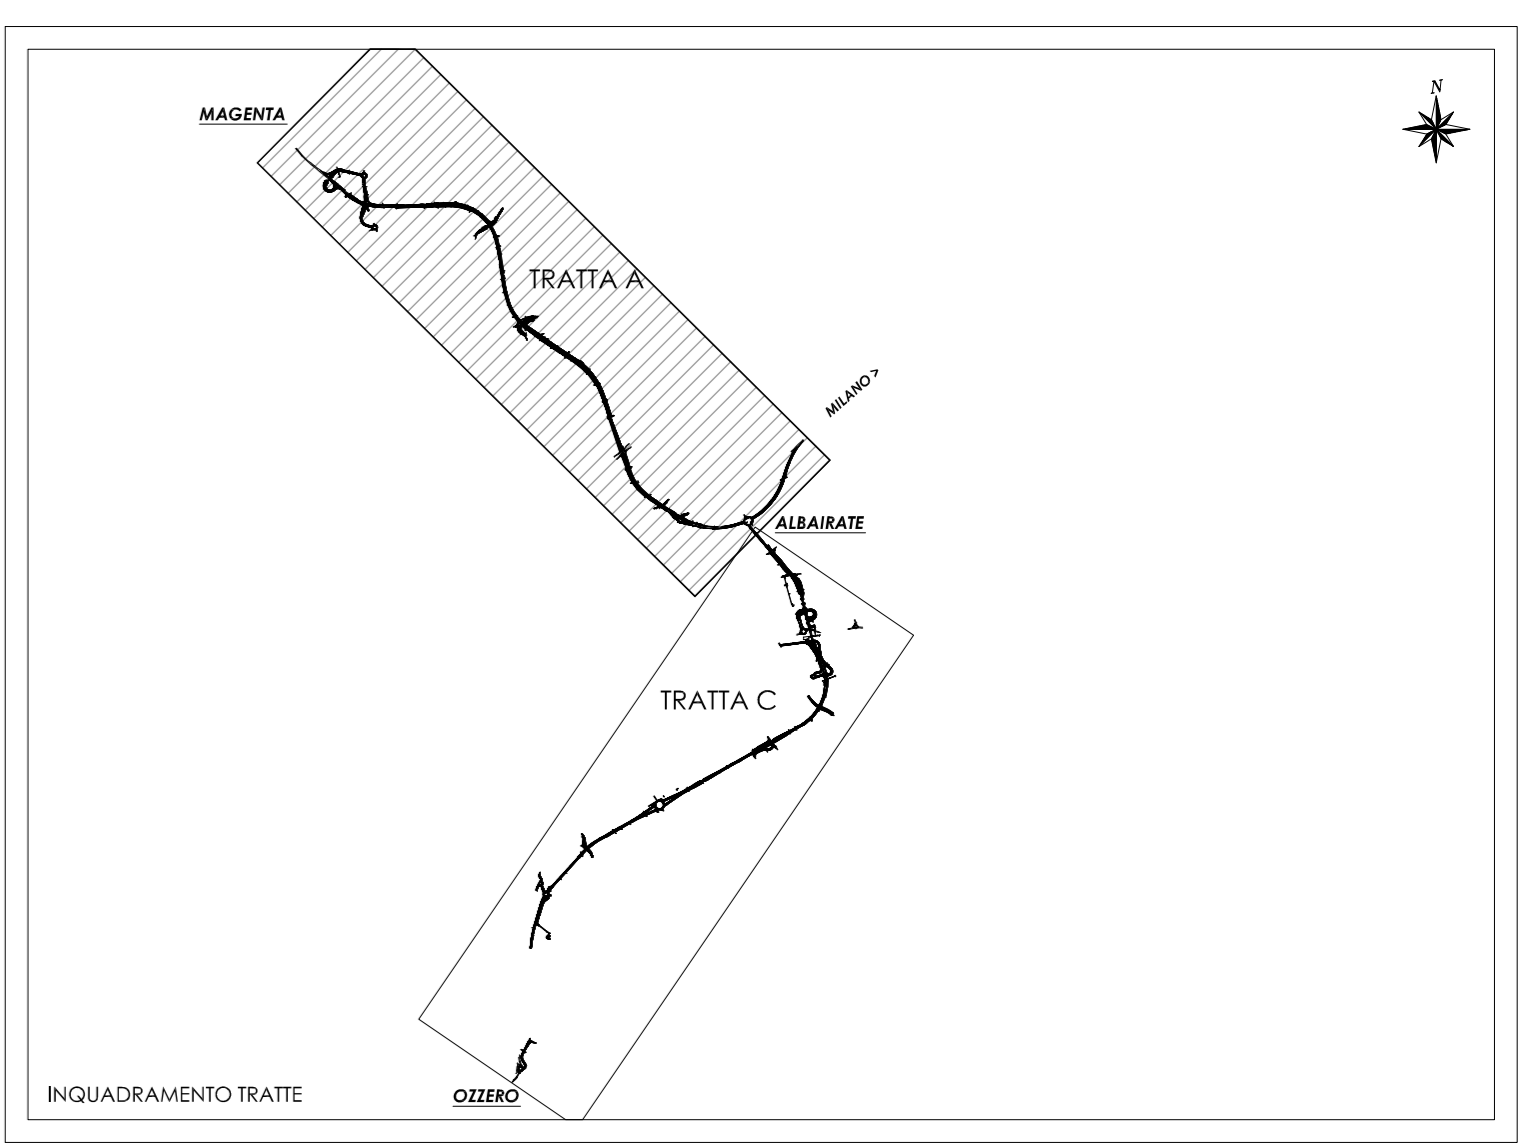 N
MAGENTA
TRATTA A
MILANO >
ALBAIRATE
TRATTA C
INQUADRAMENTO TRATTE
OZZERO